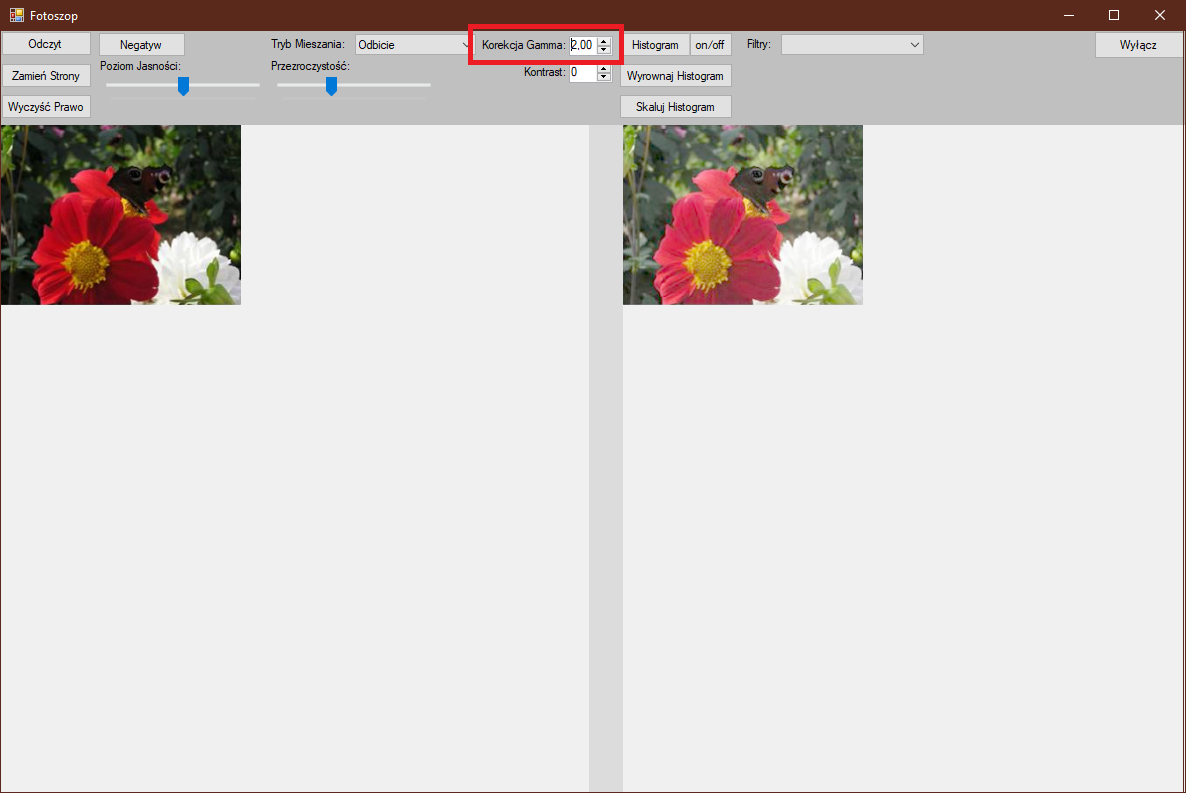 Fotoszop
Odczyt
Negatyw
Tryb Mieszania: Odbicie
Korekcja Gamma: 2,00
Histogram
on/off
Filtry:
Wyłącz
Zamień Strony
Poziom Jasności:
Przezroczystość:
Kontrast: 0
Wyrownaj Histogram
Wyczyść Prawo
Skaluj Histogram